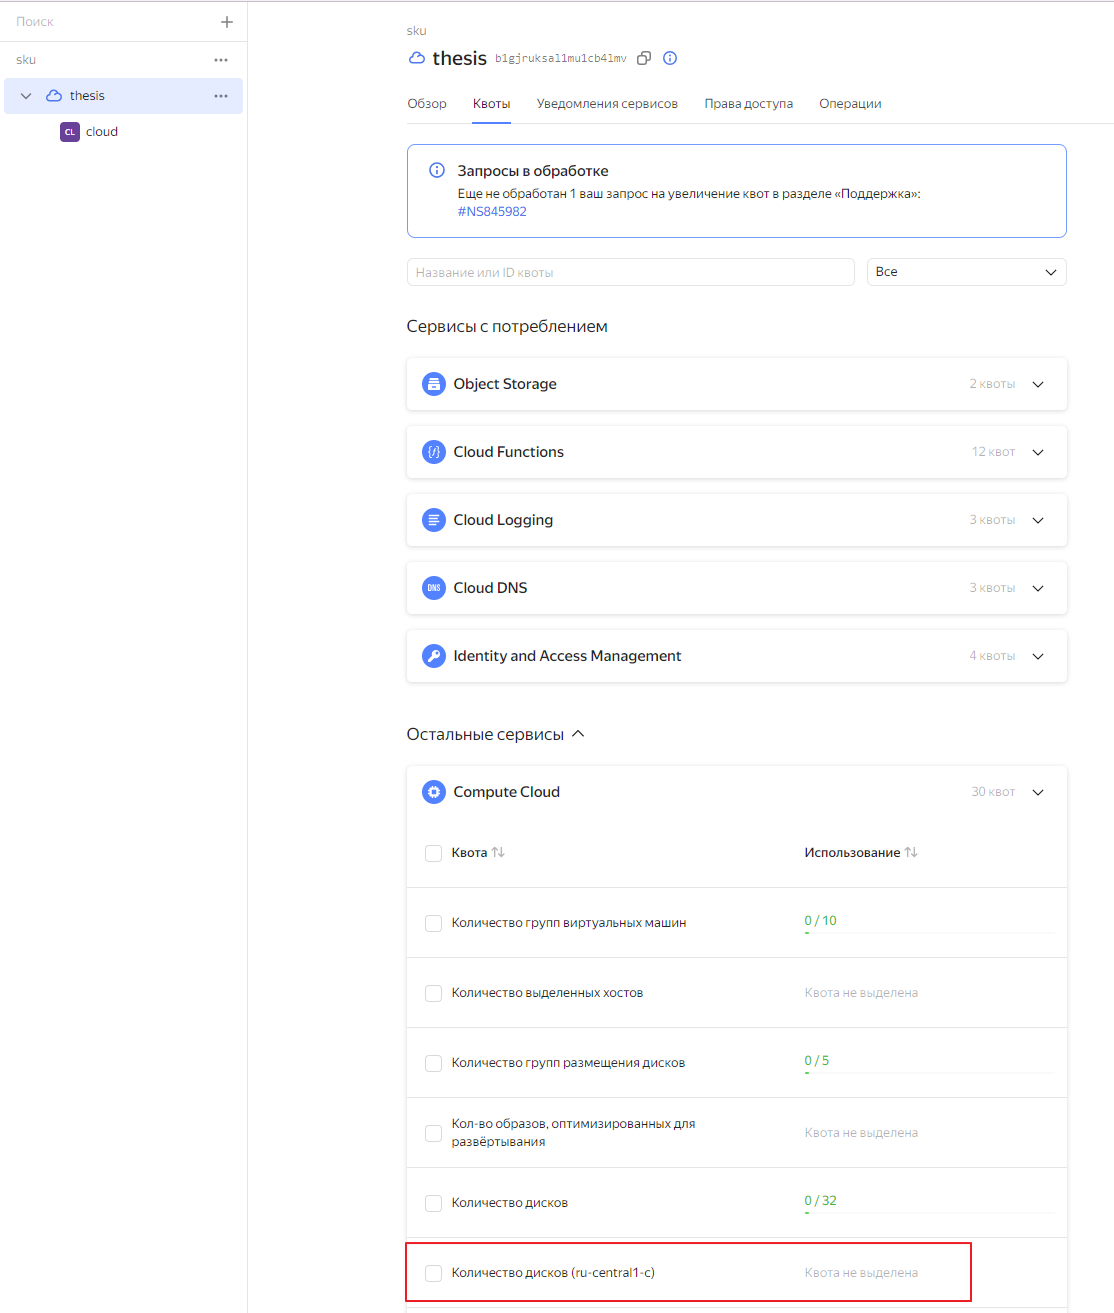 Поиск
sku
thesis
CL cloud
sku
thesis b1gjruksal1mu1cb4lmv
Обзор Квоты Уведомления сервисов Права доступа Операции
Запросы в обработке
Еще не обработан 1 ваш запрос на увеличение квот в разделе «Поддержка»:
#NS845982
Название или ID квоты Все
Сервисы с потреблением
Object Storage 2 квоты
Cloud Functions 12 квот
Cloud Logging 3 квоты
DNS Cloud DNS 3 квоты
Identity and Access Management 4 квоты
Остальные сервисы
Compute Cloud 30 квот
Квота Использование
Количество групп виртуальных машин 0 / 10
Количество выделенных хостов Квота не выделена
Количество групп размещения дисков 0 / 5
Кол-во образов, оптимизированных для
развёртывания Квота не выделена
Количество дисков 0 / 32
Количество дисков (ru-central1-c) Квота не выделена